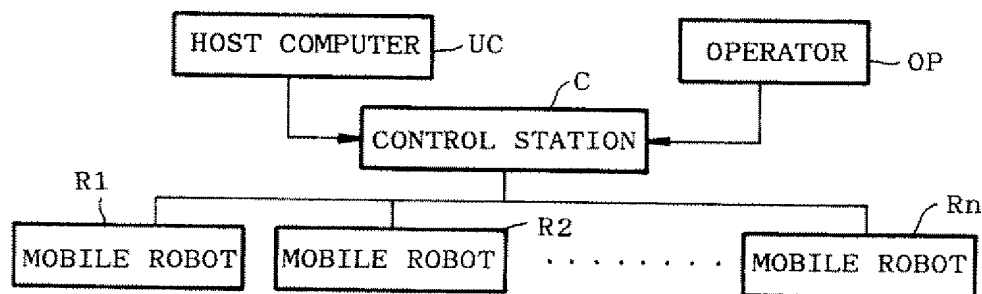 HOST COMPUTER
UC
OPERATOR
OP
C
CONTROL STATION
R1
R2
Rn
MOBILE ROBOT
MOBILE ROBOT
. . . . . . . .
MOBILE ROBOT